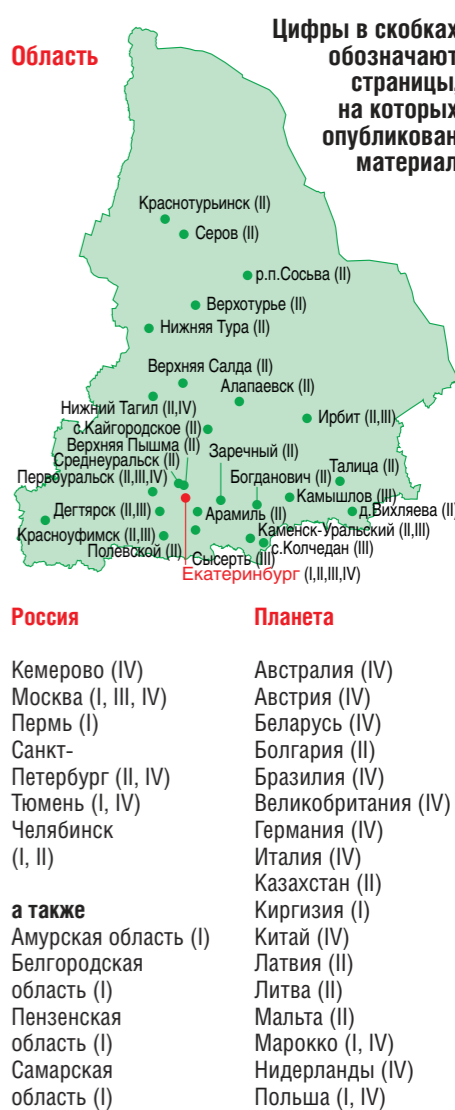 Область
Цифры в скобках
обозначают
страницы,
на которых
опубликован
материал
Краснотурьинск (II)
Серов (II)
р.п.Сосьва (II)
Верхотурье (II)
Нижняя Тура (II)
Верхняя Салда (II)
Алапаевск (II)
Нижний Тагил (II,IV)
Ирбит (II,III)
с.Кайгородское (II)
Верхняя Пышма (II)
Заречный (II)
Среднеуральск (II)
Талица (II)
Первоуральск (II,III,IV)
Богданович (II)
Камышлов (III)
Дегтярск (II,III)
Арамиль (II)
д.Вихляева (II)
Каменск-Уральский (II,III)
Красноуфимск (II,III)
с.Колчедан (III)
Полевской (II)
Сысерть (III)
Екатеринбург (I,II,III,IV)
Россия
Кемерово (IV)
Москва (I, III, IV)
Пермь (I)
Санкт-
Петербург (II, IV)
Тюмень (I, IV)
Челябинск
(I, II)
а также
Амурская область (I)
Белгородская
область (I)
Пензенская
область (I)
Самарская
область (I)
Планета
Австралия (IV)
Австрия (IV)
Беларусь (IV)
Болгария (II)
Бразилия (IV)
Великобритания (IV)
Германия (IV)
Италия (IV)
Казахстан (II)
Киргизия (I)
Китай (IV)
Латвия (II)
Литва (II)
Мальта (II)
Марокко (I, IV)
Нидерланды (IV)
Польша (I, IV)